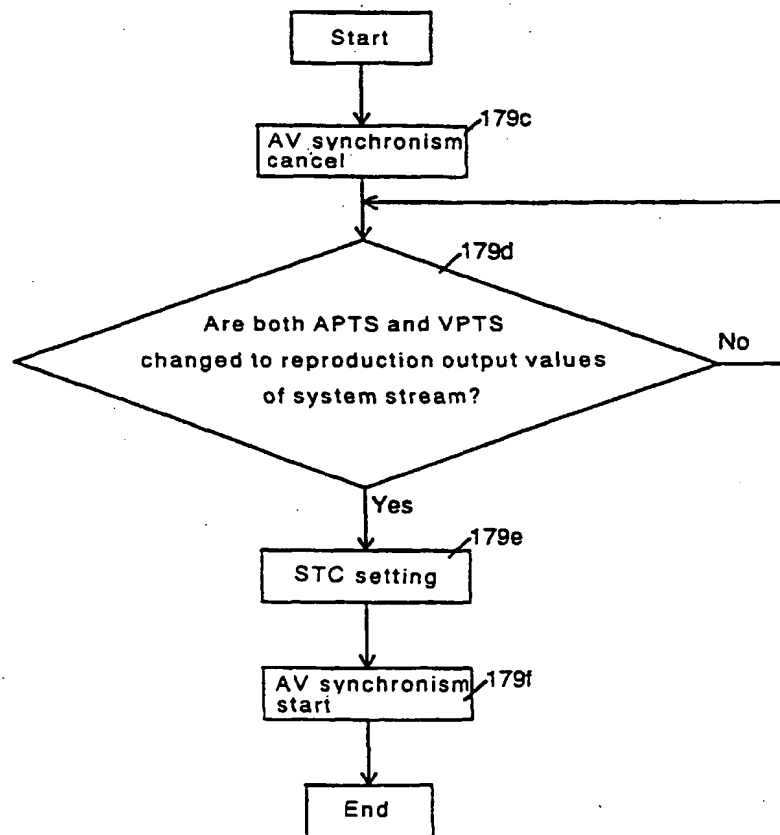 Start
179c
AV synchronism
cancel
179d
Are both APTS and VPTS
changed to reproduction output values
of system stream?
No
Yes
179e
STC setting
179f
AV synchronism
start
End